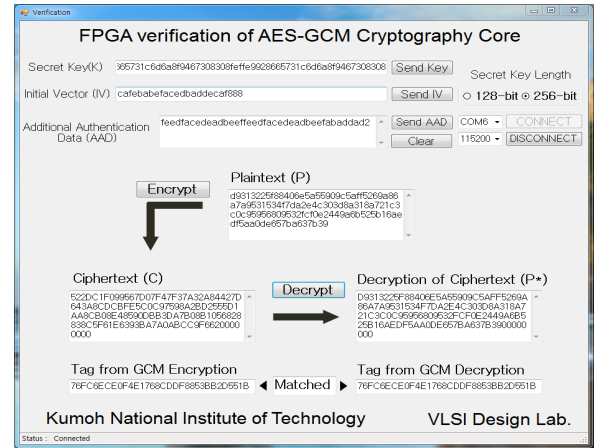 Verification
FPGA verification of AES-GCM Cryptography Core
Secret Key(K) 365731c6d6a8f9467308308feffe9928665731c6d6a8f9467308308 Send Key
Secret Key Length
Initial Vector (IV) cafebabefacedbaddecaf888 Send IV 128-bit 256-bit
Additional Authentication
Data (AAD)
feedfacedeadbeeffeedfacedeadbeefabaddad2 Send AAD COM6 CONNECT
Clear 115200 DISCONNECT
Plaintext (P)
Encrypt
d9313225f88406e5a55909c5aff5269a86
a7a9531534f7da2e4c303d8a318a721c3
c0c95956809532fcf0e2449a6b525b16ae
df5aa0de657ba637b39
Ciphertext (C)
Decrypt
Decryption of Ciphertext (P*)
522DC1F099567D07F47F37A32A84427D
643A8CDCBFE5C0C97598A2BD2555D1
AA8CB08E48590DBB3DA7B08B1056828
838C5F61E6393BA7A0ABCC9F6620000
0000
D9313225F88406E5A55909C5AFF5269A
86A7A9531534F7DA2E4C303D8A318A7
21C3C0C95956809532FCF0E2449A6B5
25B16AEDF5AA0DE657BA637B3900000
000
Tag from GCM Encryption
Tag from GCM Decryption
76FC6ECE0F4E1768CDDF8853BB2D551B Matched 76FC6ECE0F4E1768CDDF8853BB2D551B
Kumoh National Institute of Technology VLSI Design Lab.
Status : Connected